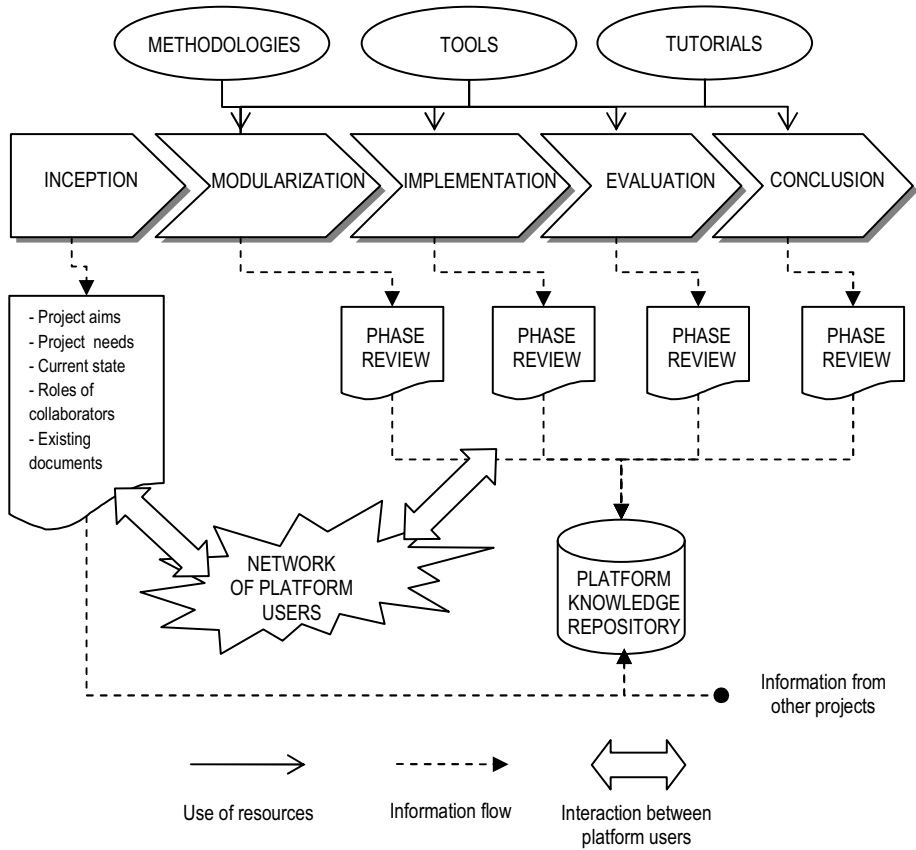 METHODOLOGIES
TOOLS
TUTORIALS
INCEPTION
MODULARIZATION
IMPLEMENTATION
EVALUATION
CONCLUSION
- Project aims
- Project needs
- Current state
- Roles of
collaborators
- Existing
documents
PHASE
REVIEW
PHASE
REVIEW
PHASE
REVIEW
PHASE
REVIEW
NETWORK
OF PLATFORM
USERS
PLATFORM
KNOWLEDGE
REPOSITORY
Information from
other projects
Use of resources
Information flow
Interaction between
platform users